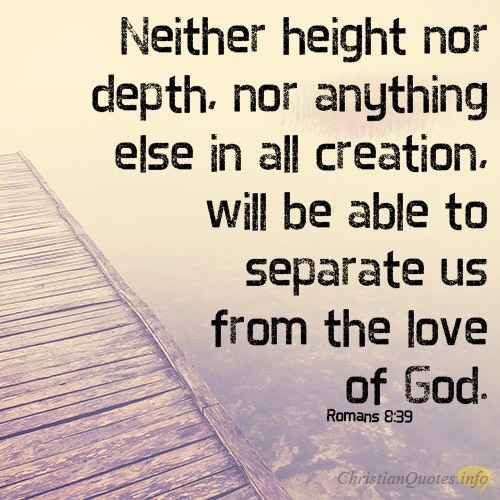 Neither height nor
depth, nor anything
else in all creation,
will be able to
separate us
from the love
of God.
Romans 8:39
ChristianQuotes.info